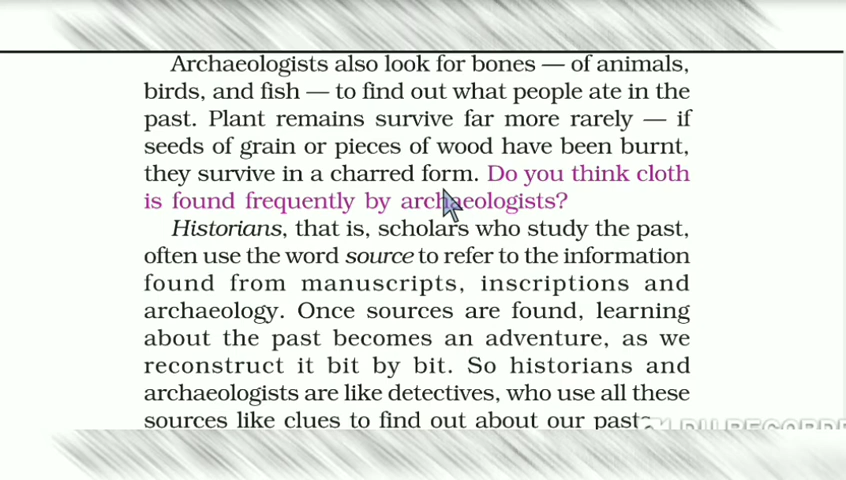 Archaeologists also look for bones — of animals,
birds, and fish — to find out what people ate in the
past. Plant remains survive far more rarely — if
seeds of grain or pieces of wood have been burnt,
they survive in a charred form. Do you think cloth
is found frequently by archaeologists?
Historians, that is, scholars who study the past,
often use the word source to refer to the information
found from manuscripts, inscriptions and
archaeology. Once sources are found, learning
about the past becomes an adventure, as we
reconstruct it bit by bit. So historians and
archaeologists are like detectives, who use all these
sources like clues to find out about our pasts.